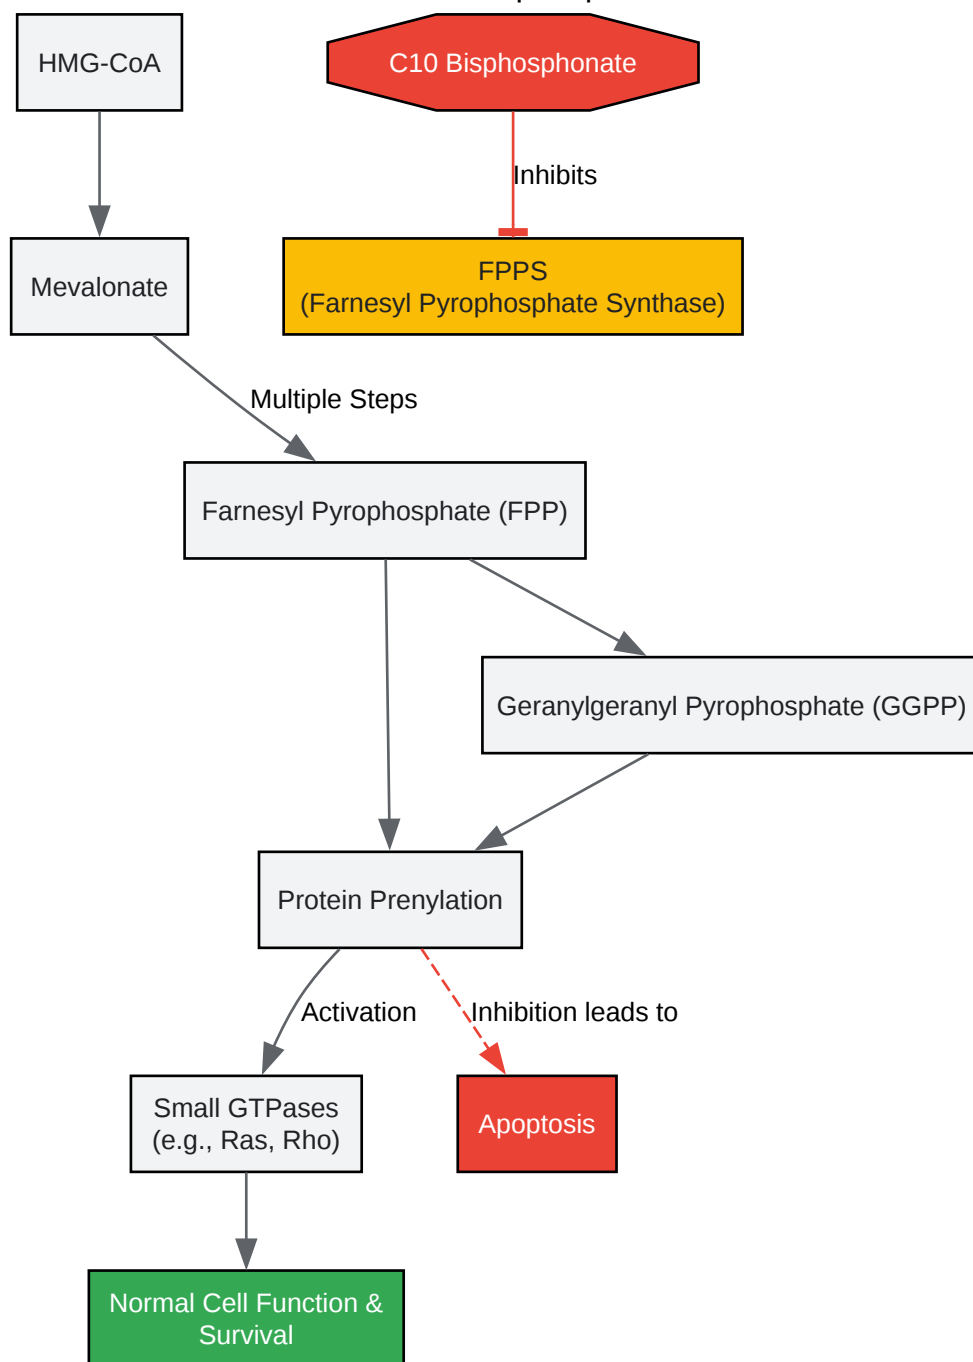 HMG-CoA
C10 Bisphosphonate
Inhibits
Mevalonate
FPPS
(Farnesyl Pyrophosphate Synthase)
Multiple Steps
Farnesyl Pyrophosphate (FPP)
Geranylgeranyl Pyrophosphate (GGPP)
Protein Prenylation
Activation
Inhibition leads to
Small GTPases
(e.g., Ras, Rho)
Apoptosis
Normal Cell Function &
Survival